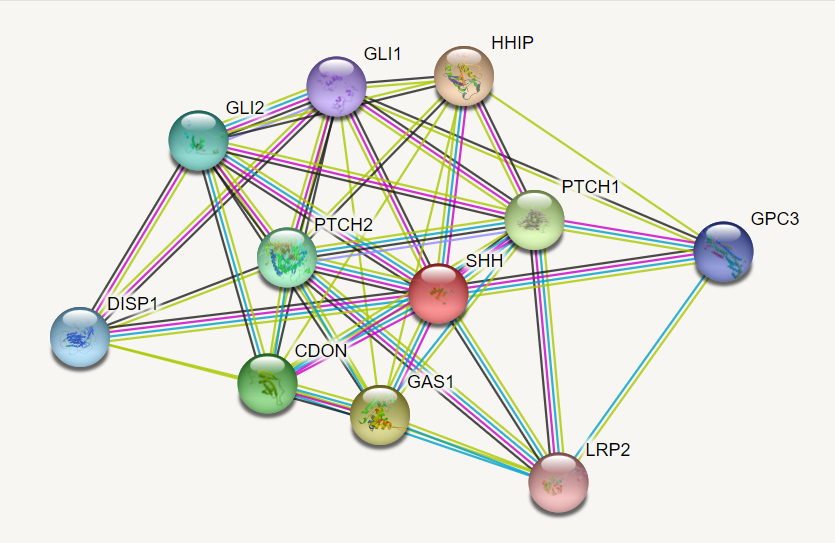 HHIP
GLI1
GLI2
PTCH1
GPC3
PTCH2
SHH
DISP1
CDON
GAS1
LRP2